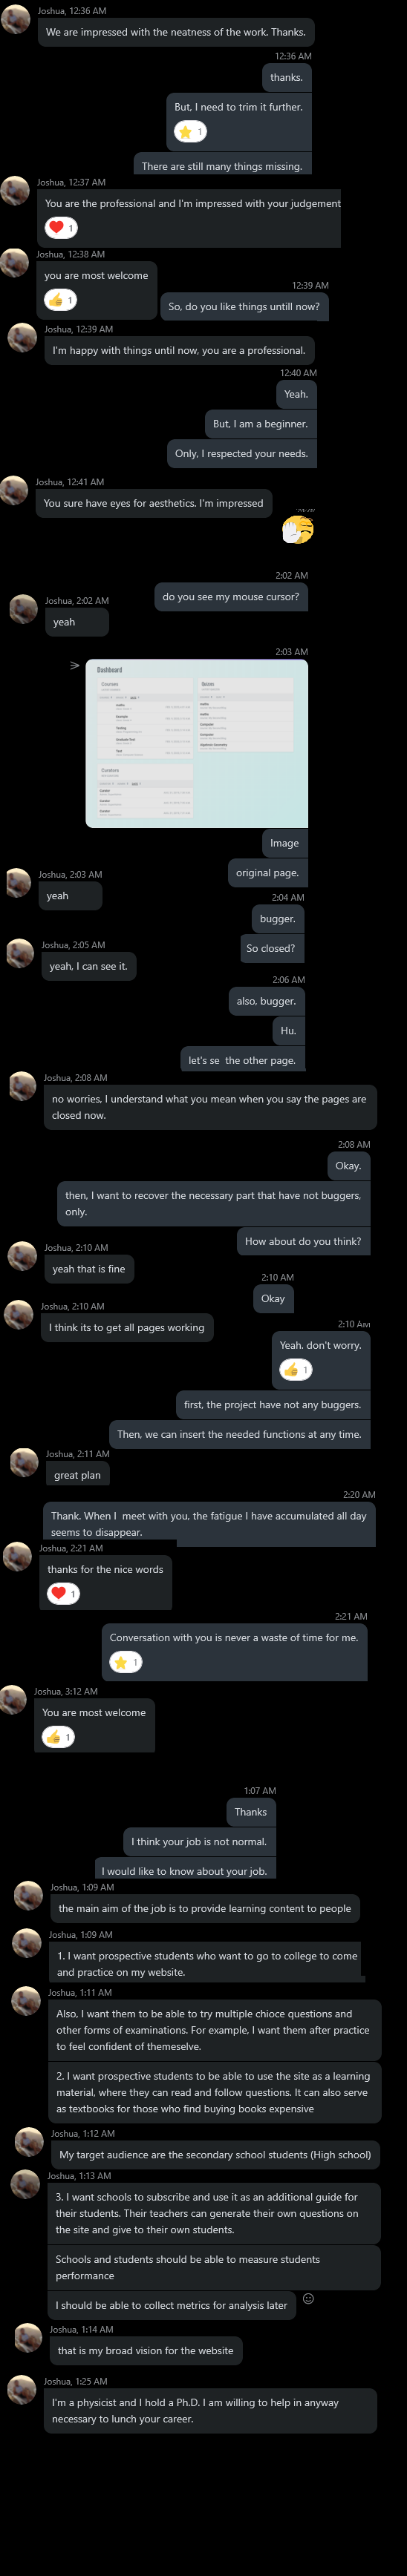 Joshua, 12:36 AM
We are impressed with the neatness of the work. Thanks.
12:36 AM
thanks.
But, I need to trim it further.
1
There are still many things missing.
Joshua, 12:37 AM
You are the professional and I'm impressed with your judgement
1
Joshua, 12:38 AM
you are most welcome
1
12:39 AM
So, do you like things untill now?
Joshua, 12:39 AM
I'm happy with things until now, you are a professional.
12:40 AM
Yeah.
But, I am a beginner.
Only, I respected your needs.
Joshua, 12:41 AM
You sure have eyes for aesthetics. I'm impressed
2:02 AM
do you see my mouse cursor?
Joshua, 2:02 AM
yeah
2:03 AM
Dashboard
Courses
Quizes
Curators
Image
original page.
Joshua, 2:03 AM
yeah
2:04 AM
bugger.
So closed?
Joshua, 2:05 AM
yeah, I can see it.
2:06 AM
also, bugger.
Hu.
let's se the other page.
Joshua, 2:08 AM
no worries, I understand what you mean when you say the pages are
closed now.
2:08 AM
Okay.
then, I want to recover the necessary part that have not buggers,
only.
How about do you think?
Joshua, 2:10 AM
yeah that is fine
2:10 AM
Okay
Joshua, 2:10 AM
I think its to get all pages working
2:10 AM
Yeah. don't worry.
1
first, the project have not any buggers.
Then, we can insert the needed functions at any time.
Joshua, 2:11 AM
great plan
2:20 AM
Thank. When I meet with you, the fatigue I have accumulated all day
seems to disappear.
Joshua, 2:21 AM
thanks for the nice words
1
2:21 AM
Conversation with you is never a waste of time for me.
1
Joshua, 3:12 AM
You are most welcome
1
1:07 AM
Thanks
I think your job is not normal.
I would like to know about your job.
Joshua, 1:09 AM
the main aim of the job is to provide learning content to people
Joshua, 1:09 AM
1. I want prospective students who want to go to college to come
and practice on my website.
Joshua, 1:11 AM
Also, I want them to be able to try multiple chioce questions and
other forms of examinations. For example, I want them after practice
to feel confident of themeselve.
2. I want prospective students to be able to use the site as a learning
material, where they can read and follow questions. It can also serve
as textbooks for those who find buying books expensive
Joshua, 1:12 AM
My target audience are the secondary school students (High school)
Joshua, 1:13 AM
3. I want schools to subscribe and use it as an additional guide for
their students. Their teachers can generate their own questions on
the site and give to their own students.
Schools and students should be able to measure students
performance
I should be able to collect metrics for analysis later
Joshua, 1:14 AM
that is my broad vision for the website
Joshua, 1:25 AM
I'm a physicist and I hold a Ph.D. I am willing to help in anyway
necessary to lunch your career.